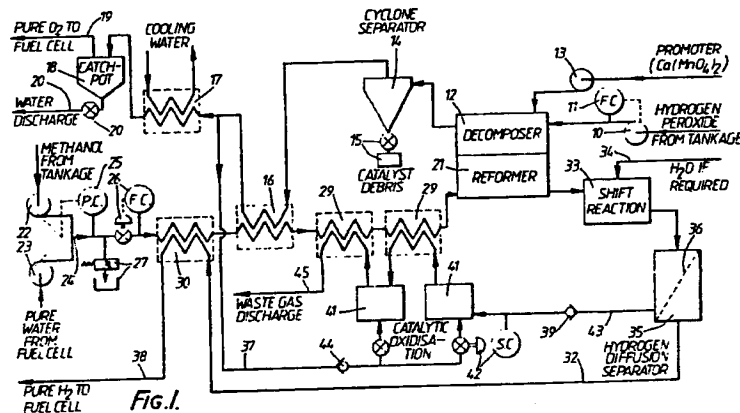 PURE O2 TO
FUEL CELL
19
18
CATCH-
POT
WATER
DISCHARGE
20
20
COOLING
WATER
17
CYCLONE
SEPARATOR
14
15
CATALYST
DEBRIS
13
PROMOTER
(Ca(MnO4)2)
12
DECOMPOSER
21
REFORMER
11
F.C
10
HYDROGEN
PEROXIDE
FROM TANKAGE
34
H2O IF
REQUIRED
33
SHIFT
REACTION
METHANOL
FROM
TANKAGE
25
P.C.
26
F.C
22
23
24
27
PURE
WATER
FROM
FUEL CELL
30
16
29
29
45
WASTE GAS
DISCHARGE
41
41
CATALYTIC
OXIDISATION
42
S.C
39
43
36
35
HYDROGEN
DIFFUSION
SEPARATOR
37
44
32
38
PURE H2 TO
FUEL CELL
FIG.1.